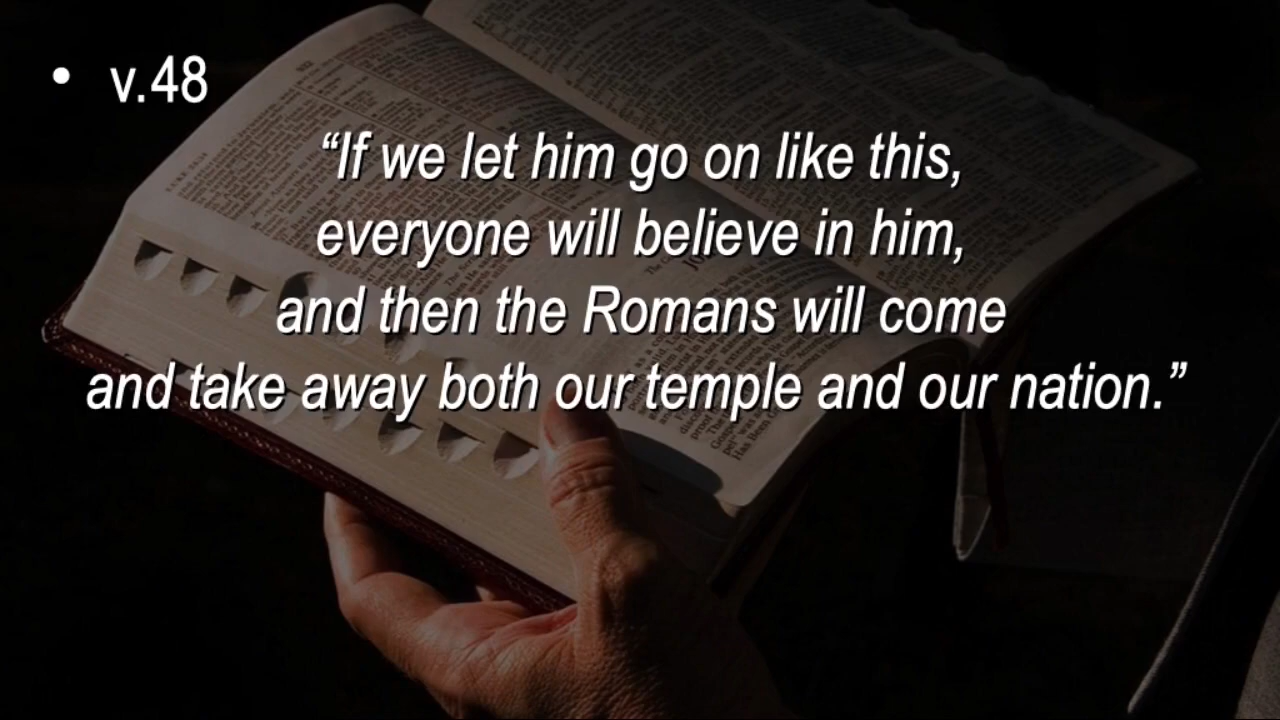 • v.48
“If we let him go on like this,
everyone will believe in him,
and then the Romans will come
and take away both our temple and our nation.”